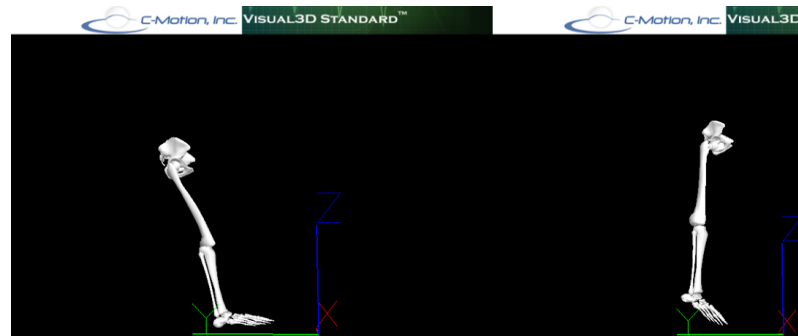 C-Motion, Inc. VISUAL3D STANDARD™
C-Motion, Inc. VISUAL3D
Z
Y
X
Z
Y
X